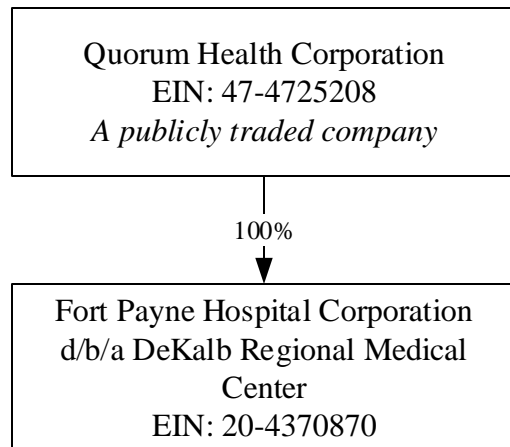 Quorum Health Corporation
EIN: 47-4725208
A publicly traded company
100%
Fort Payne Hospital Corporation
d/b/a DeKalb Regional Medical
Center
EIN: 20-4370870